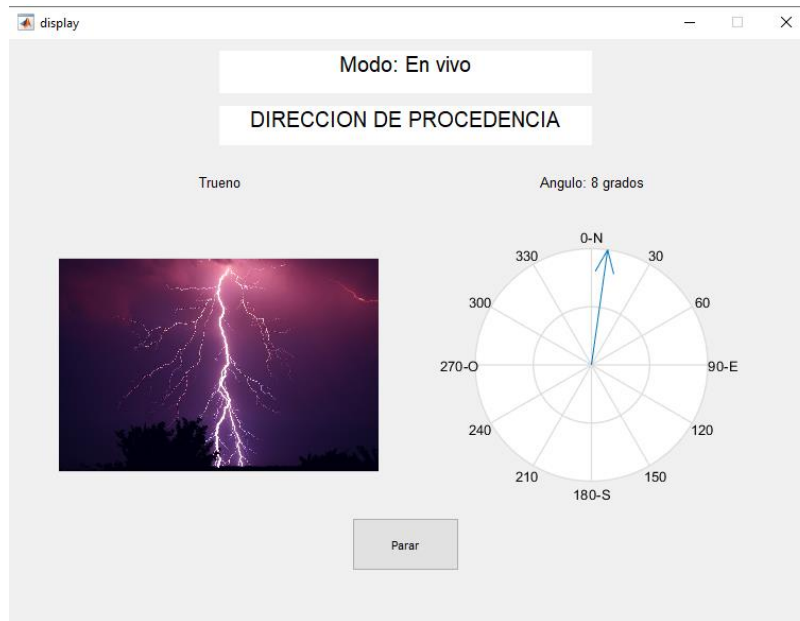 display
Modo: En vivo
DIRECCION DE PROCEDENCIA
Trueno
Angulo: 8 grados
0-N
330
30
300
60
270-O
90-E
240
120
210
150
180-S
Parar